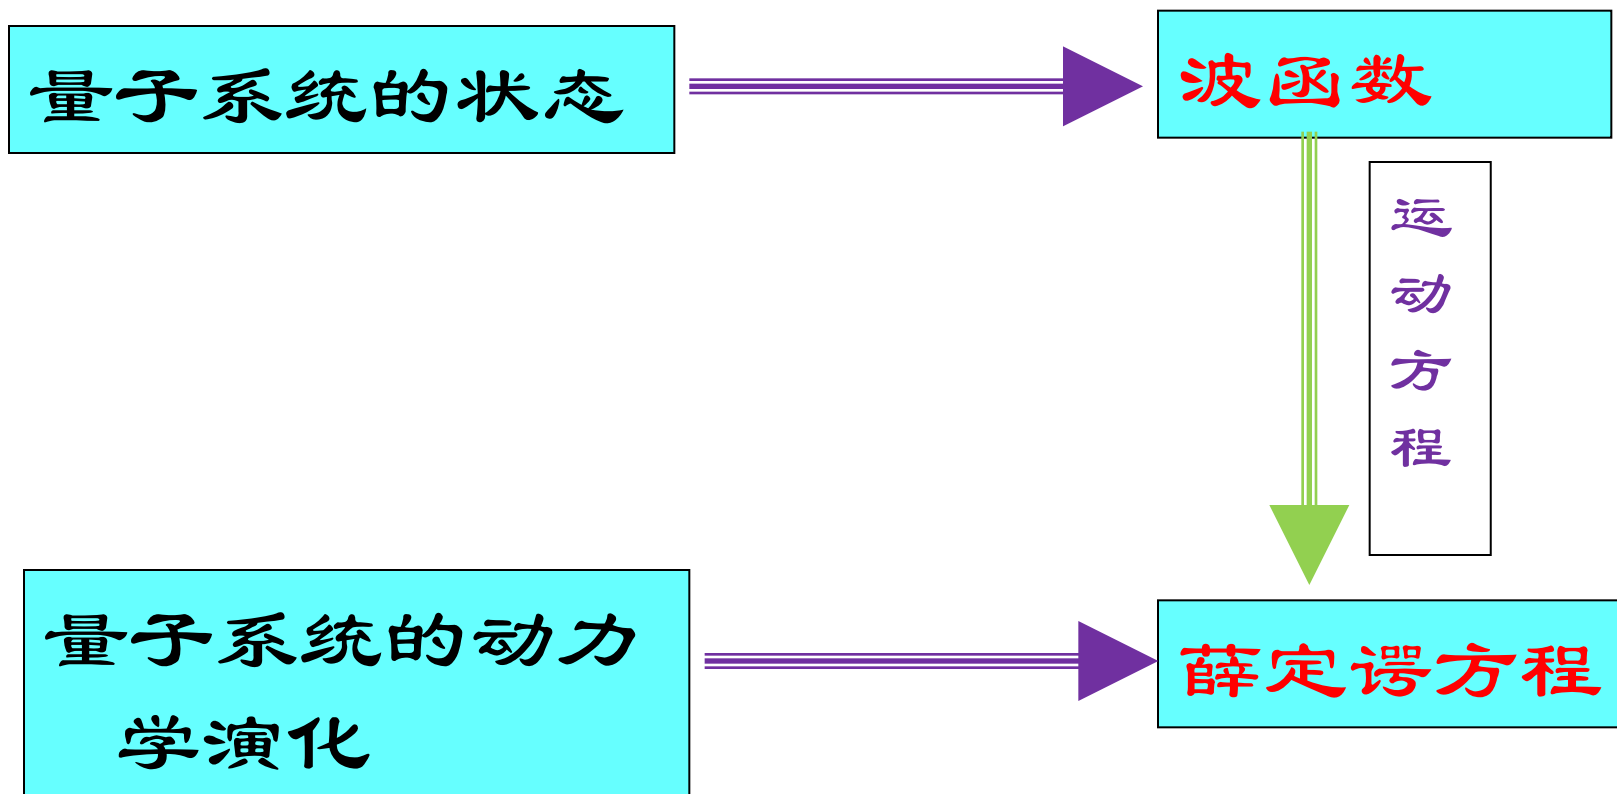 量子系统的状态
波函数
运
动
方
程
量子系统的动力
学演化
薛定谔方程